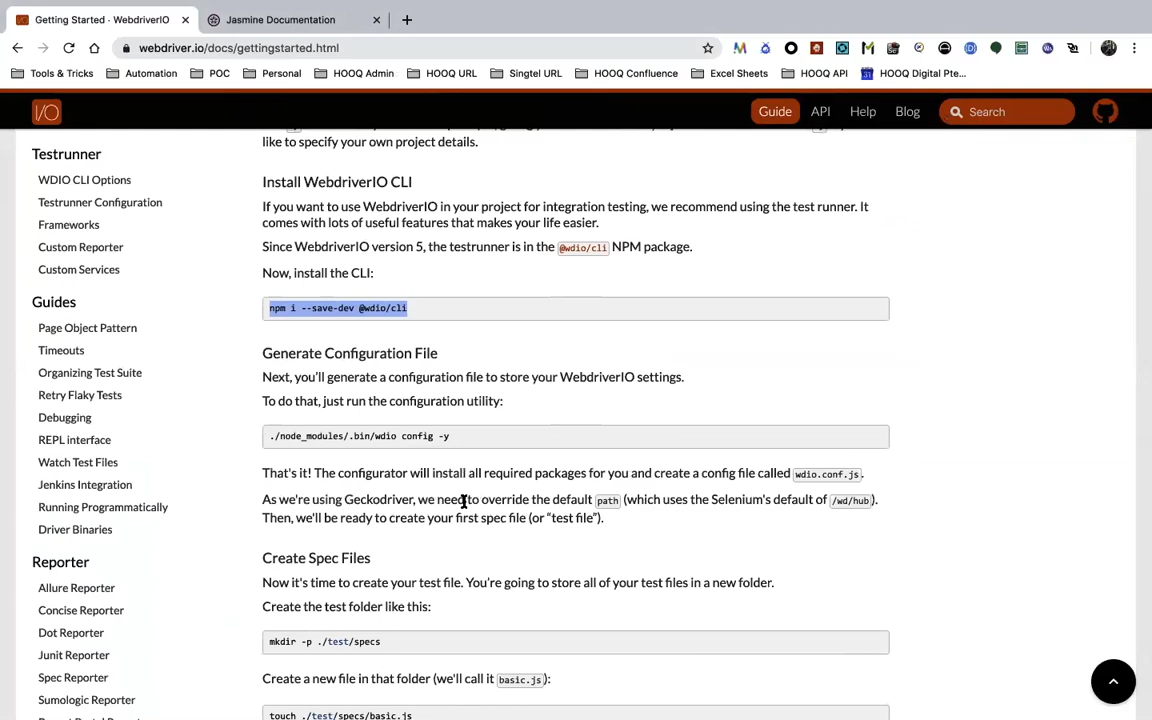 Getting Started · WebdriverIO
Jasmine Documentation
webdriver.io/docs/gettingstarted.html
Tools & Tricks
Automation
POC
Personal
HOOQ Admin
HOOQ URL
Singtel URL
HOOQ Confluence
Excel Sheets
HOOQ API
HOOQ Digital Pte...
I/O
Guide
API
Help
Blog
Search
Testrunner
WDIO CLI Options
Testrunner Configuration
Frameworks
Custom Reporter
Custom Services
Guides
Page Object Pattern
Timeouts
Organizing Test Suite
Retry Flaky Tests
Debugging
REPL interface
Watch Test Files
Jenkins Integration
Running Programmatically
Driver Binaries
Reporter
Allure Reporter
Concise Reporter
Dot Reporter
Junit Reporter
Spec Reporter
Sumologic Reporter
like to specify your own project details.
Install WebdriverIO CLI
If you want to use WebdriverIO in your project for integration testing, we recommend using the test runner. It
comes with lots of useful features that makes your life easier.
Since WebdriverIO version 5, the testrunner is in the @wdio/cli NPM package.
Now, install the CLI:
npm i --save-dev @wdio/cli
Generate Configuration File
Next, you'll generate a configuration file to store your WebdriverIO settings.
To do that, just run the configuration utility:
./node_modules/.bin/wdio config -y
That's it! The configurator will install all required packages for you and create a config file called wdio.conf.js.
As we're using Geckodriver, we need to override the default path (which uses the Selenium's default of /wd/hub).
Then, we'll be ready to create your first spec file (or “test file”).
Create Spec Files
Now it's time to create your test file. You're going to store all of your test files in a new folder.
Create the test folder like this:
mkdir -p ./test/specs
Create a new file in that folder (we'll call it basic.js):
touch ./test/specs/basic.js